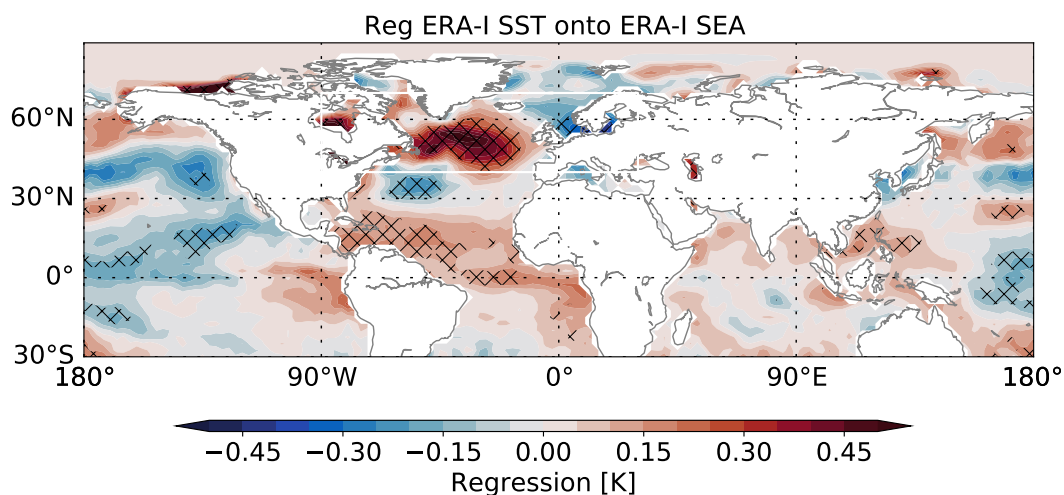 Reg ERA-I SST onto ERA-I SEA
60°N
30°N
0°
30°S
180° 90°W 0° 90°E 180°
−0.45 −0.30 −0.15 0.00 0.15 0.30 0.45
Regression [K]